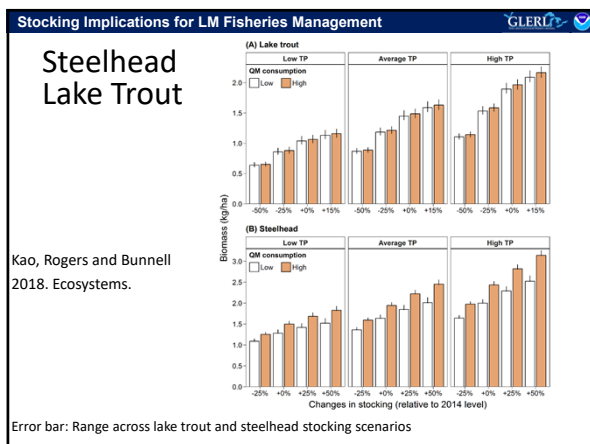 Stocking Implications for LM Fisheries Management
GLERL
Steelhead
Lake Trout
Kao, Rogers and Bunnell
2018. Ecosystems.
(A) Lake trout
Low TP Average TP High TP
QM consumption
Low High
2.0
1.5
1.0
0.5
0.0
-50% -25% +0% +15% -50% -25% +0% +15% -50% -25% +0% +15%
Biomass (kg/ha)
(B) Steelhead
Low TP Average TP High TP
QM consumption
Low High
3.0
2.5
2.0
1.5
1.0
0.5
0.0
-25% +0% +25% +50% -25% +0% +25% +50% -25% +0% +25% +50%
Changes in stocking (relative to 2014 level)
Error bar: Range across lake trout and steelhead stocking scenarios